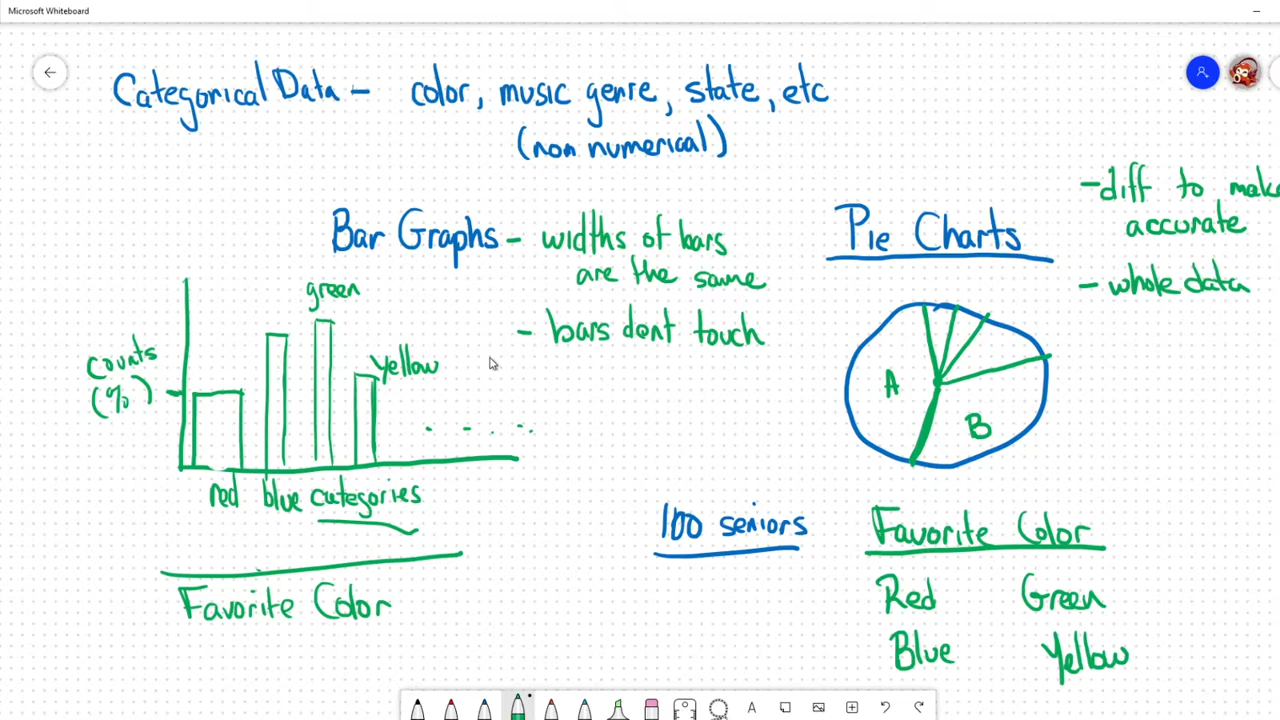 Microsoft Whiteboard
Categorical Data – color, music genre, state, etc
(non numerical)
Bar Graphs – widths of bars
are the same
– bars dont touch
green
yellow
counts
(%)
red blue categories
Favorite Color
Pie Charts
– diff to make
accurate
– whole data
A
B
100 seniors
Favorite Color
Red Green
Blue Yellow
A